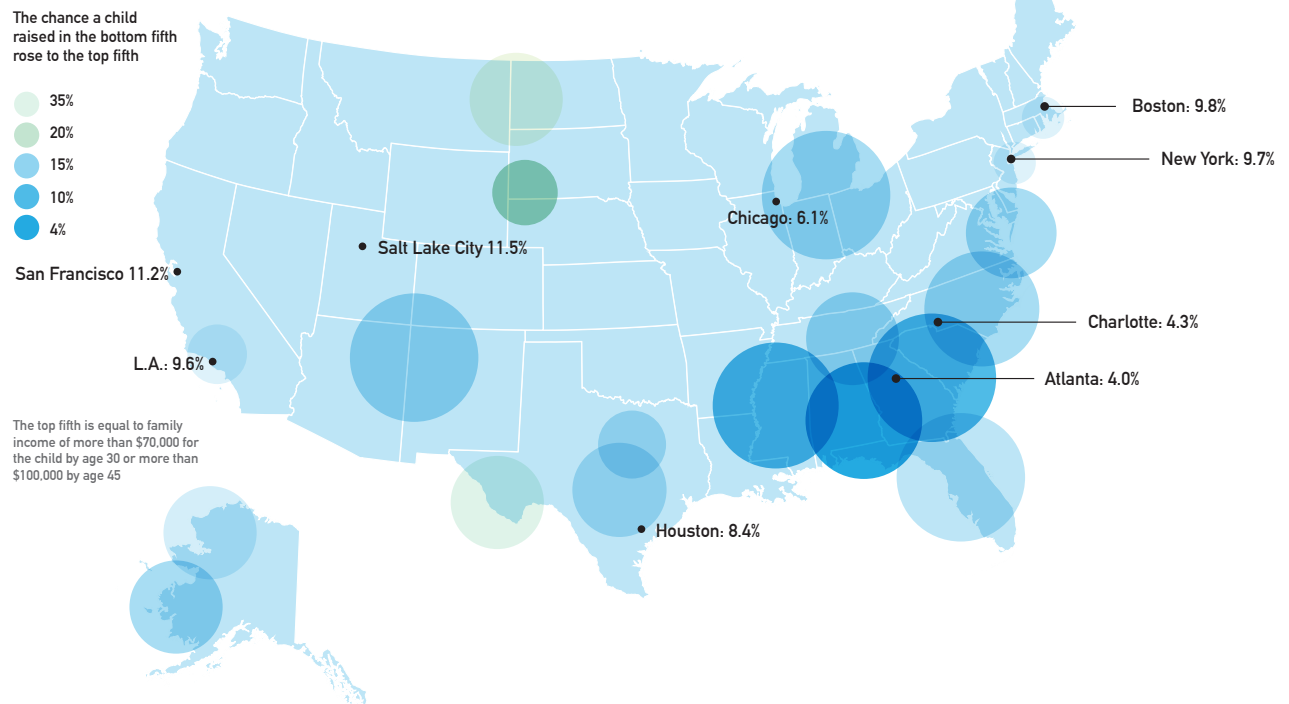 The chance a child
raised in the bottom fifth
rose to the top fifth
35%
20%
15%
10%
4%
Boston: 9.8%
New York: 9.7%
Chicago: 6.1%
Salt Lake City 11.5%
San Francisco 11.2%
Charlotte: 4.3%
L.A.: 9.6%
Atlanta: 4.0%
The top fifth is equal to family
income of more than $70,000 for
the child by age 30 or more than
$100,000 by age 45
Houston: 8.4%